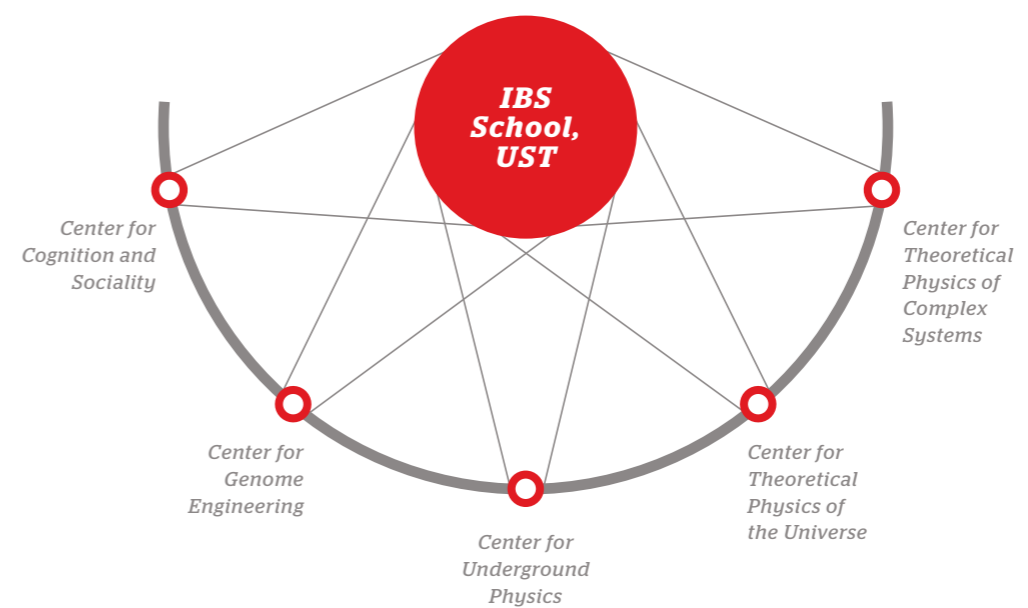 IBS
School,
UST
Center for
Cognition and
Sociality
Center for
Genome
Engineering
Center for
Underground
Physics
Center for
Theoretical
Physics of
the Universe
Center for
Theoretical
Physics of
Complex
Systems